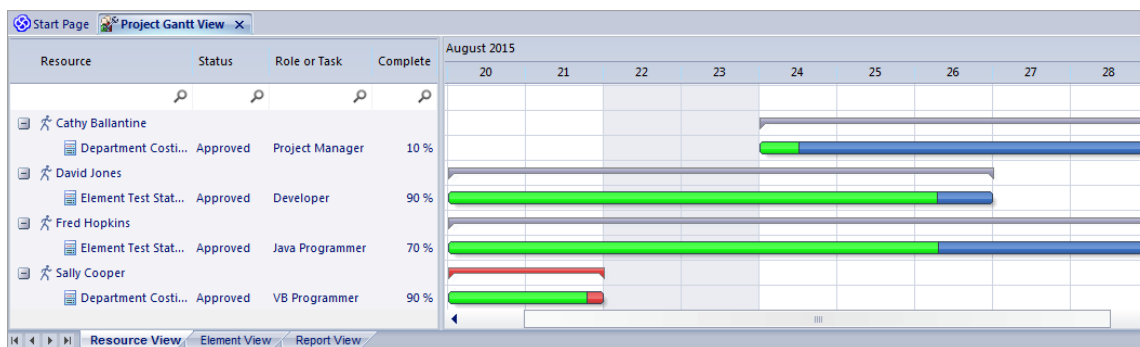 Start Page Project Gantt View X
August 2015
Resource Status Role or Task Complete
20 21 22 23 24 25 26 27 28
Cathy Ballantine
Department Costi... Approved Project Manager 10 %
David Jones
Element Test Stat... Approved Developer 90 %
Fred Hopkins
Element Test Stat... Approved Java Programmer 70 %
Sally Cooper
Department Costi... Approved VB Programmer 90 %
Resource View Element View Report View